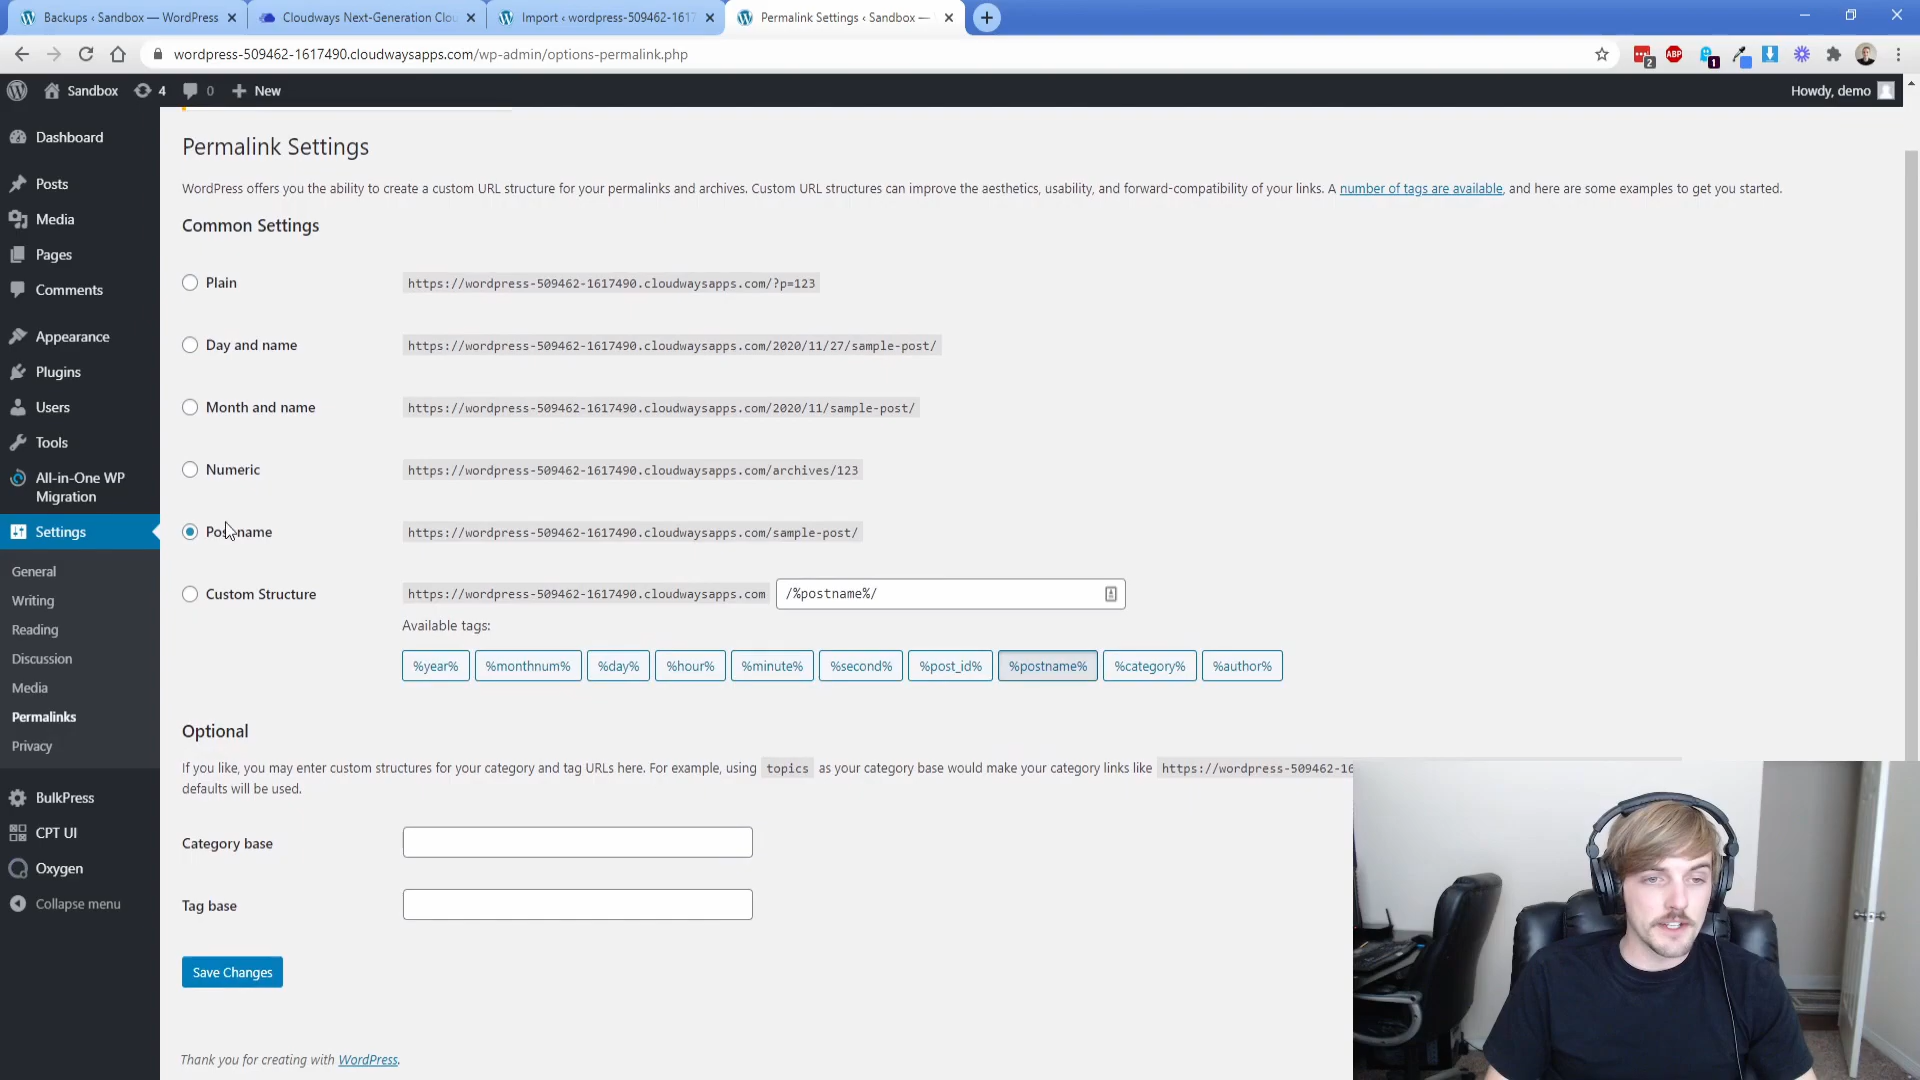 Backups ‹ Sandbox — WordPress
Cloudways Next-Generation Clou
Import ‹ wordpress-509462-1617
Permalink Settings ‹ Sandbox —
wordpress-509462-1617490.cloudwaysapps.com/wp-admin/options-permalink.php
2
ABP
1
Sandbox
4
0
New
Howdy, demo
Dashboard
Posts
Media
Pages
Comments
Appearance
Plugins
Users
Tools
All-in-One WP
Migration
Settings
General
Writing
Reading
Discussion
Media
Permalinks
Privacy
BulkPress
CPT UI
Oxygen
Collapse menu
Permalink Settings
WordPress offers you the ability to create a custom URL structure for your permalinks and archives. Custom URL structures can improve the aesthetics, usability, and forward-compatibility of your links. A number of tags are available, and here are some examples to get you started.
Common Settings
Plain https://wordpress-509462-1617490.cloudwaysapps.com/?p=123
Day and name https://wordpress-509462-1617490.cloudwaysapps.com/2020/11/27/sample-post/
Month and name https://wordpress-509462-1617490.cloudwaysapps.com/2020/11/sample-post/
Numeric https://wordpress-509462-1617490.cloudwaysapps.com/archives/123
Post name https://wordpress-509462-1617490.cloudwaysapps.com/sample-post/
Custom Structure https://wordpress-509462-1617490.cloudwaysapps.com /%postname%/
Available tags:
%year% %monthnum% %day% %hour% %minute% %second% %post_id% %postname% %category% %author%
Optional
If you like, you may enter custom structures for your category and tag URLs here. For example, using topics as your category base would make your category links like https://wordpress-509462-16
defaults will be used.
Category base
Tag base
Save Changes
Thank you for creating with WordPress.